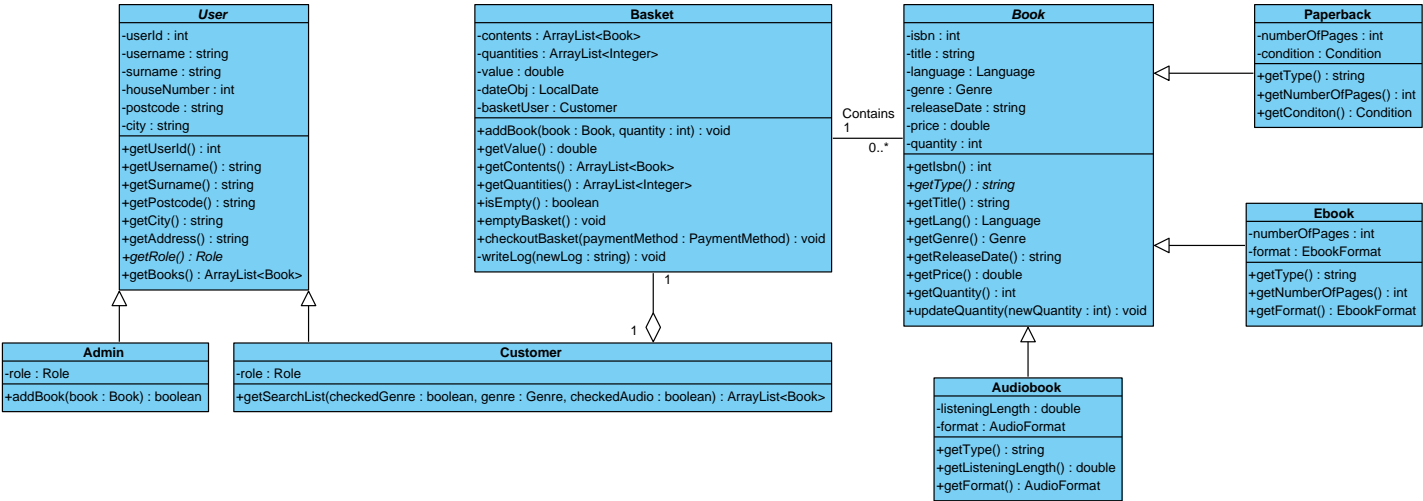 User
-userId : int
-username : string
-surname : string
-houseNumber : int
-postcode : string
-city : string
+getUserId() : int
+getUsername() : string
+getSurname() : string
+getPostcode() : string
+getCity() : string
+getAddress() : string
+getRole() : Role
+getBooks() : ArrayList<Book>
Basket
-contents : ArrayList<Book>
-quantities : ArrayList<Integer>
-value : double
-dateObj : LocalDate
-basketUser : Customer
+addBook(book : Book, quantity : int) : void
+getValue() : double
+getContents() : ArrayList<Book>
+getQuantities() : ArrayList<Integer>
+isEmpty() : boolean
+emptyBasket() : void
+checkoutBasket(paymentMethod : PaymentMethod) : void
-writeLog(newLog : string) : void
Contains
1
0..*
Book
-isbn : int
-title : string
-language : Language
-genre : Genre
-releaseDate : string
-price : double
-quantity : int
+getIsbn() : int
+getType() : string
+getTitle() : string
+getLang() : Language
+getGenre() : Genre
+getReleaseDate() : string
+getPrice() : double
+getQuantity() : int
+updateQuantity(newQuantity : int) : void
Paperback
-numberOfPages : int
-condition : Condition
+getType() : string
+getNumberOfPages() : int
+getConditon() : Condition
Ebook
-numberOfPages : int
-format : EbookFormat
+getType() : string
+getNumberOfPages() : int
+getFormat() : EbookFormat
1
1
Admin
-role : Role
+addBook(book : Book) : boolean
Customer
-role : Role
+getSearchList(checkedGenre : boolean, genre : Genre, checkedAudio : boolean) : ArrayList<Book>
Audiobook
-listeningLength : double
-format : AudioFormat
+getType() : string
+getListeningLength() : double
+getFormat() : AudioFormat